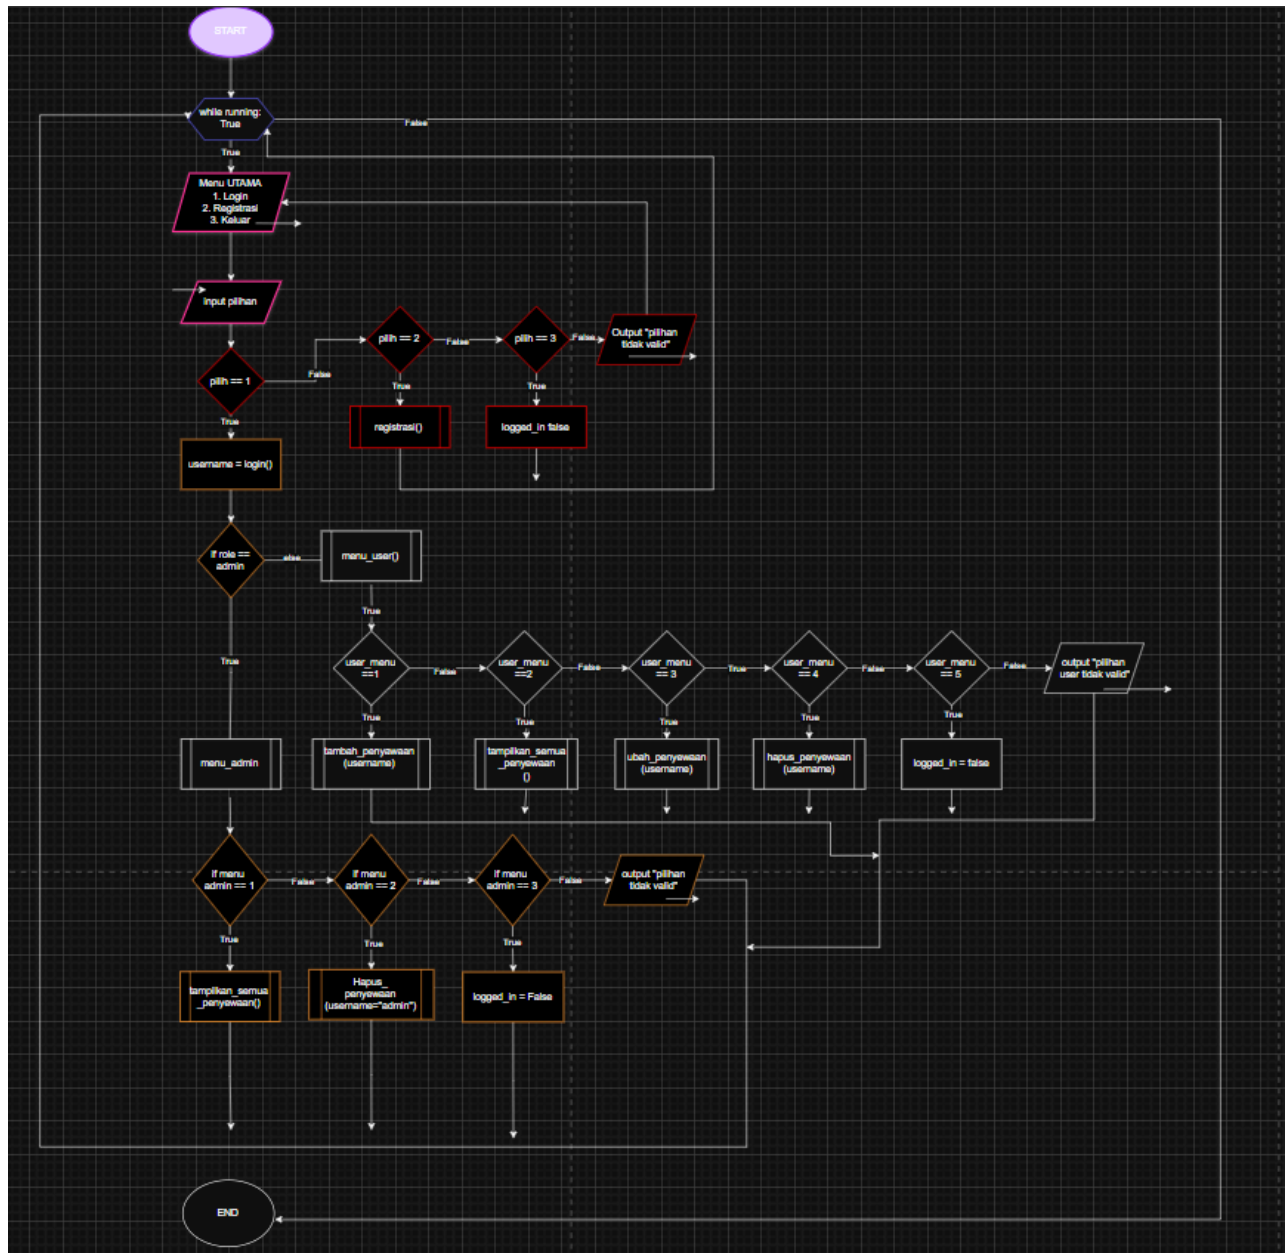 START
while running:
True
False
True
Menu UTAMA
1. Login
2. Registrasi
3. Keluar
Input pilihan
pilih == 1
False
pilih == 2
False
pilih == 3
False
Output "pilihan
tidak valid"
True
True
True
registrasi()
logged_in false
username = login()
if role ==
admin
else
menu_user()
True
True
user_menu
==1
False
user_menu
==2
False
user_menu
== 3
True
user_menu
== 4
False
user_menu
== 5
False
output "pilihan
user tidak valid"
True
True
True
True
True
menu_admin
tambah_penyewaan
(username)
tampilkan_semua
_penyewaan
()
ubah_penyewaan
(username)
hapus_penyewaan
(username)
logged_in = false
if menu
admin == 1
False
if menu
admin == 2
False
if menu
admin == 3
False
output "pilihan
tidak valid"
True
True
True
tampilkan_semua
_penyewaan()
Hapus_
penyewaan
(username="admin")
logged_in = False
END